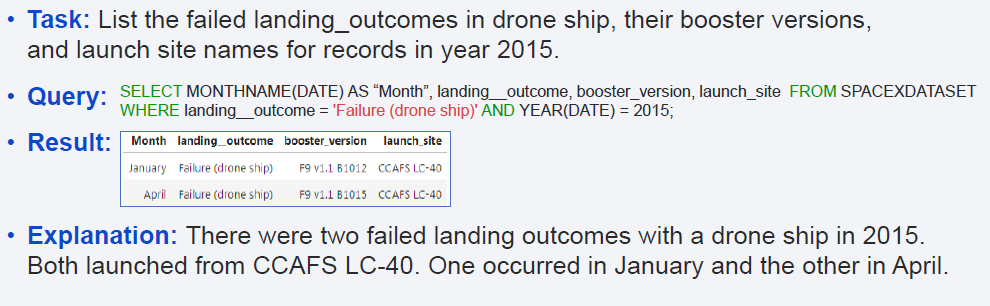 • Task: List the failed landing_outcomes in drone ship, their booster versions,
and launch site names for records in year 2015.
• Query: SELECT MONTHNAME(DATE) AS “Month”, landing__outcome, booster_version, launch_site FROM SPACEXDATASET
WHERE landing__outcome = 'Failure (drone ship)' AND YEAR(DATE) = 2015;
• Result:
Month landing__outcome booster_version launch_site
January Failure (drone ship) F9 v1.1 B1012 CCAFS LC-40
April Failure (drone ship) F9 v1.1 B1015 CCAFS LC-40
• Explanation: There were two failed landing outcomes with a drone ship in 2015.
Both launched from CCAFS LC-40. One occurred in January and the other in April.